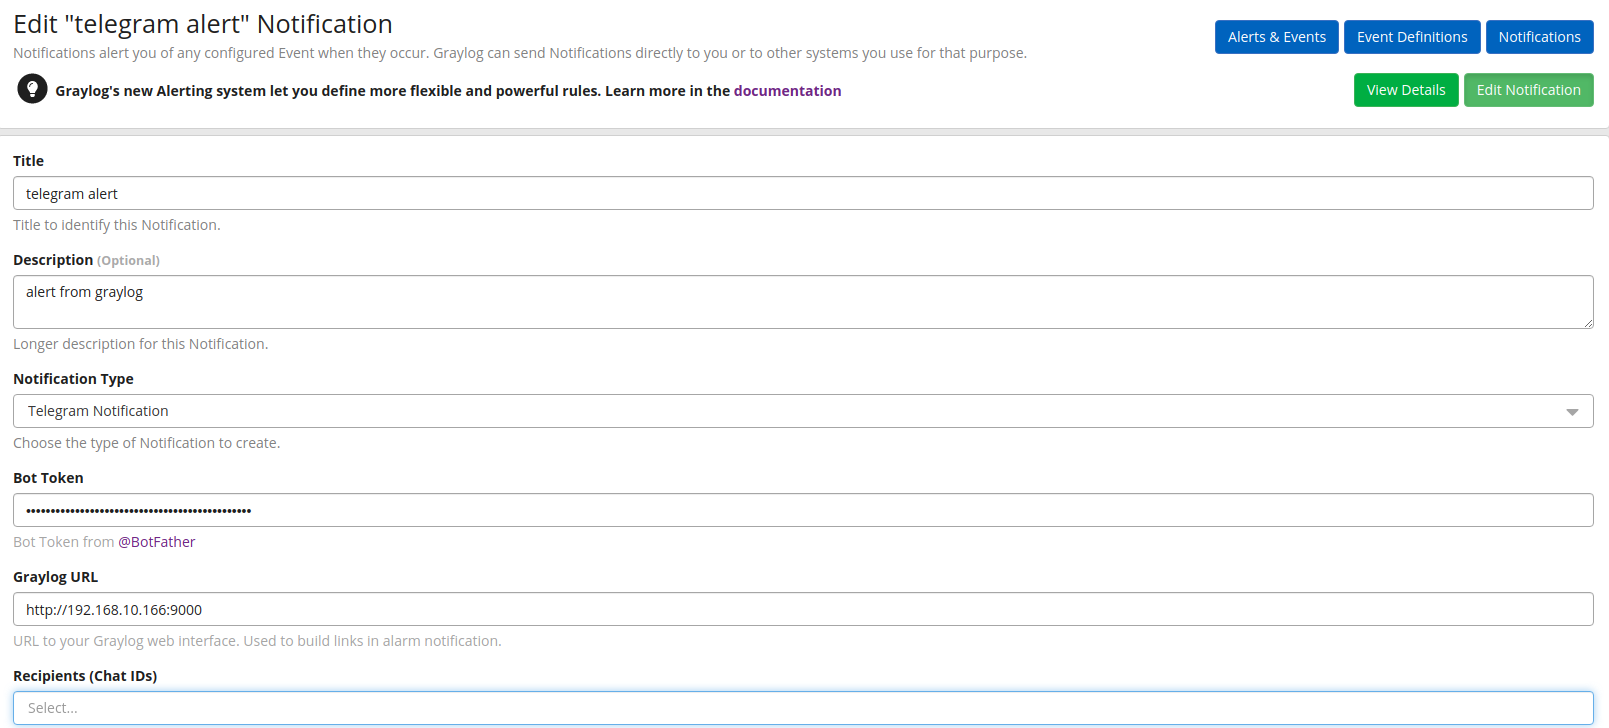 Edit "telegram alert" Notification
Notifications alert you of any configured Event when they occur. Graylog can send Notifications directly to you or to other systems you use for that purpose.
Alerts & Events
Event Definitions
Notifications
Graylog's new Alerting system let you define more flexible and powerful rules. Learn more in the documentation
View Details
Edit Notification
Title
telegram alert
Title to identify this Notification.
Description (Optional)
alert from graylog
Longer description for this Notification.
Notification Type
Telegram Notification
Choose the type of Notification to create.
Bot Token
Bot Token from @BotFather
Graylog URL
http://192.168.10.166:9000
URL to your Graylog web interface. Used to build links in alarm notification.
Recipients (Chat IDs)
Select...